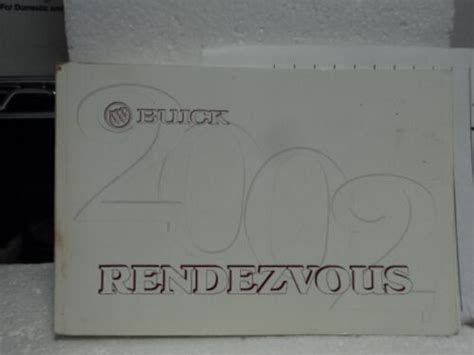 For Domestic and
BUICK
2002
RENDEZVOUS